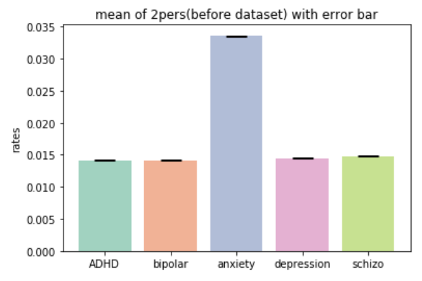 mean of 2pers(before dataset) with error bar
0.035
0.030
0.025
0.020
0.015
0.010
0.005
0.000
rates
ADHD bipolar anxiety depression schizo